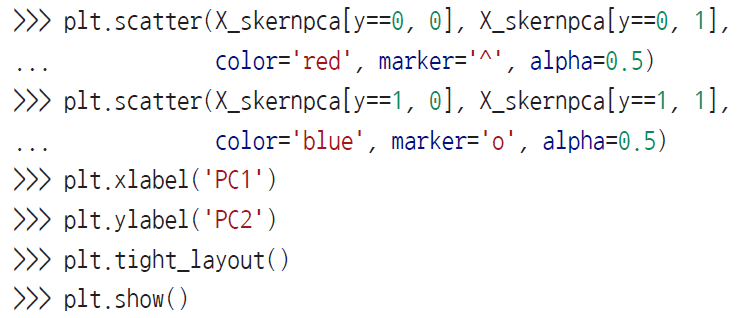 >>> plt.scatter(X_skernpca[y==0, 0], X_skernpca[y==0, 1],
... color='red', marker='^', alpha=0.5)
>>> plt.scatter(X_skernpca[y==1, 0], X_skernpca[y==1, 1],
... color='blue', marker='o', alpha=0.5)
>>> plt.xlabel('PC1')
>>> plt.ylabel('PC2')
>>> plt.tight_layout()
>>> plt.show()